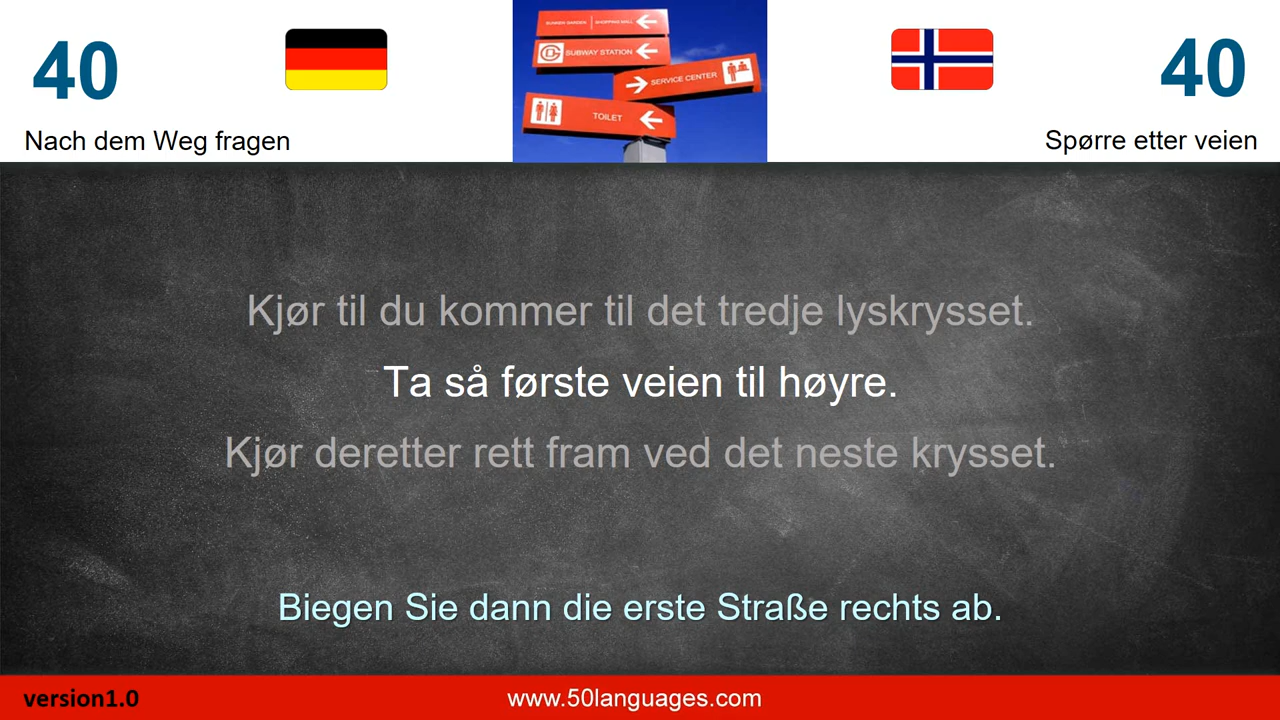 40
40
Nach dem Weg fragen
Spørre etter veien
SHOPPING MALL
SUBWAY STATION
SERVICE CENTER
TOILET
Kjør til du kommer til det tredje lyskrysset.
Ta så første veien til høyre.
Kjør deretter rett fram ved det neste krysset.
Biegen Sie dann die erste Straße rechts ab.
version1.0
www.50languages.com